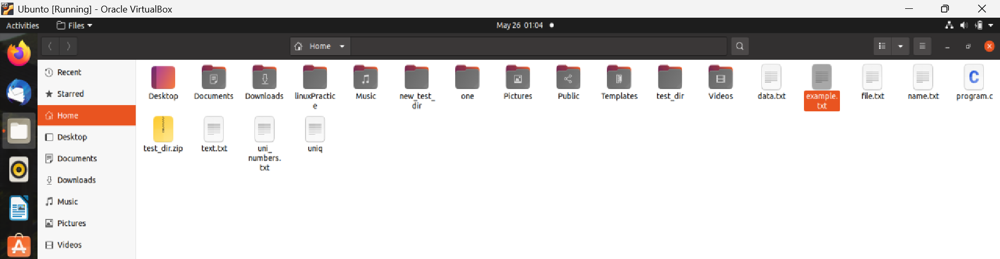 Ubunto [Running] - Oracle VirtualBox
Activities Files May 26 01:04
Home
Recent
Starred
Home
Desktop
Documents
Downloads
Music
Pictures
Videos
Desktop Documents Downloads linuxPractic
e Music new_test_
dir one Pictures Public Templates test_dir Videos data.txt example.
txt file.txt name.txt program.c
C
test_dir.zip text.txt uni_
numbers.
txt uniq